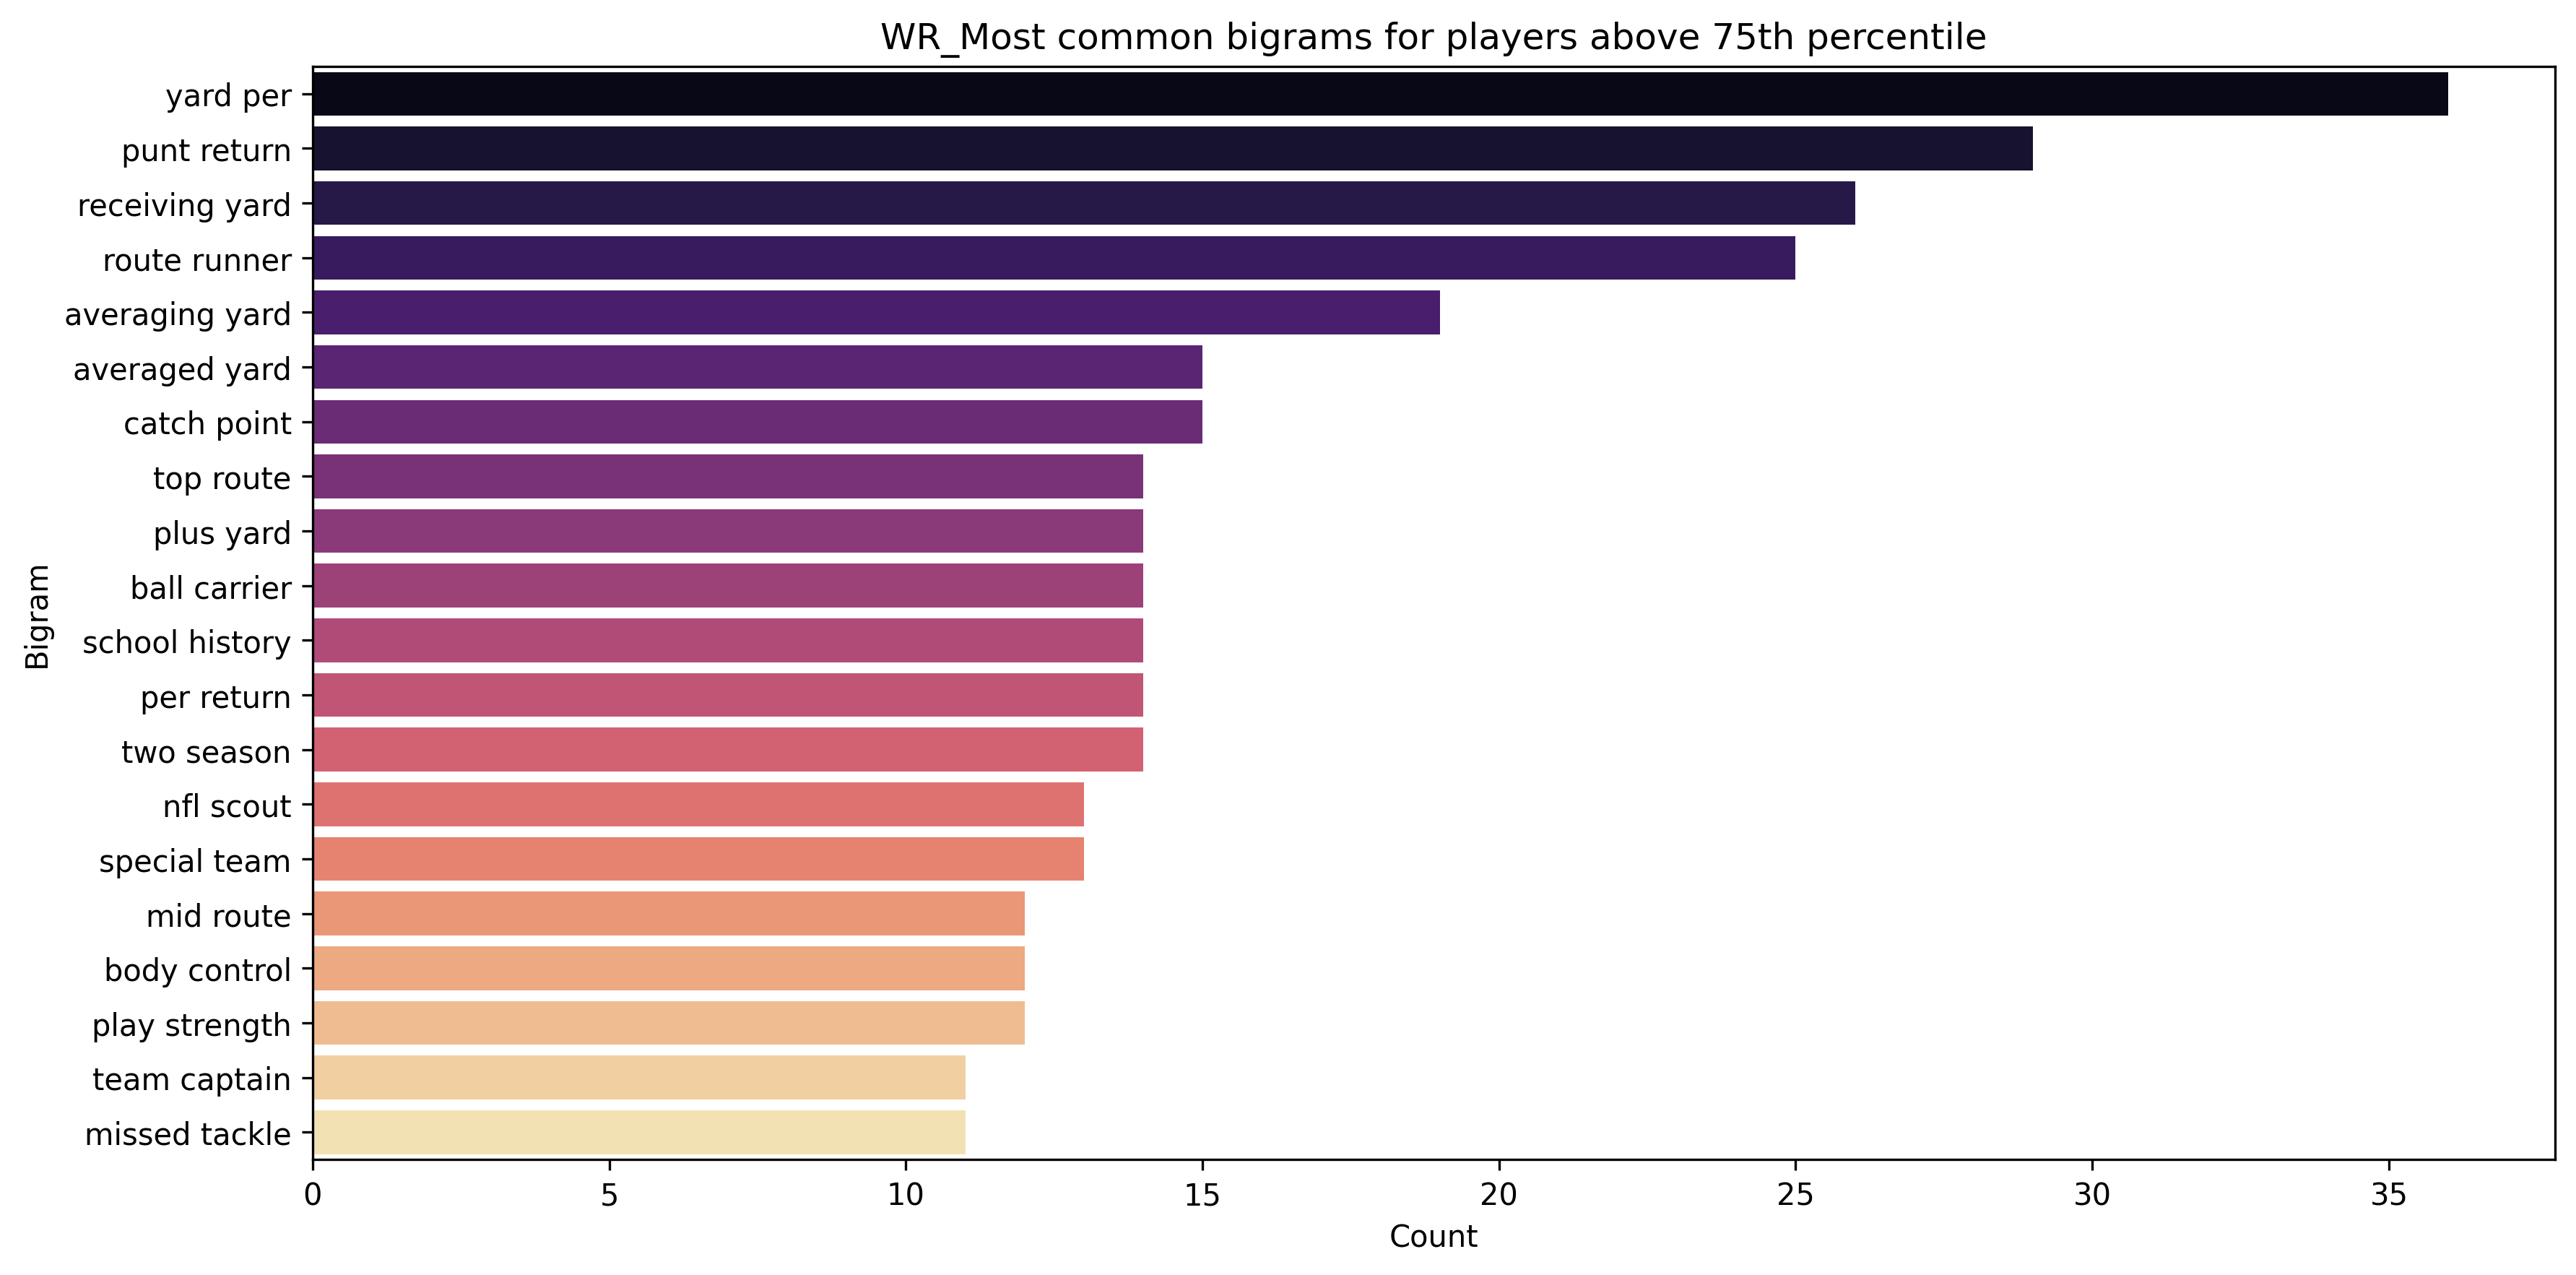 WR_Most common bigrams for players above 75th percentile
Bigram
yard per
punt return
receiving yard
route runner
averaging yard
averaged yard
catch point
top route
plus yard
ball carrier
school history
per return
two season
nfl scout
special team
mid route
body control
play strength
team captain
missed tackle
0 5 10 15 20 25 30 35
Count